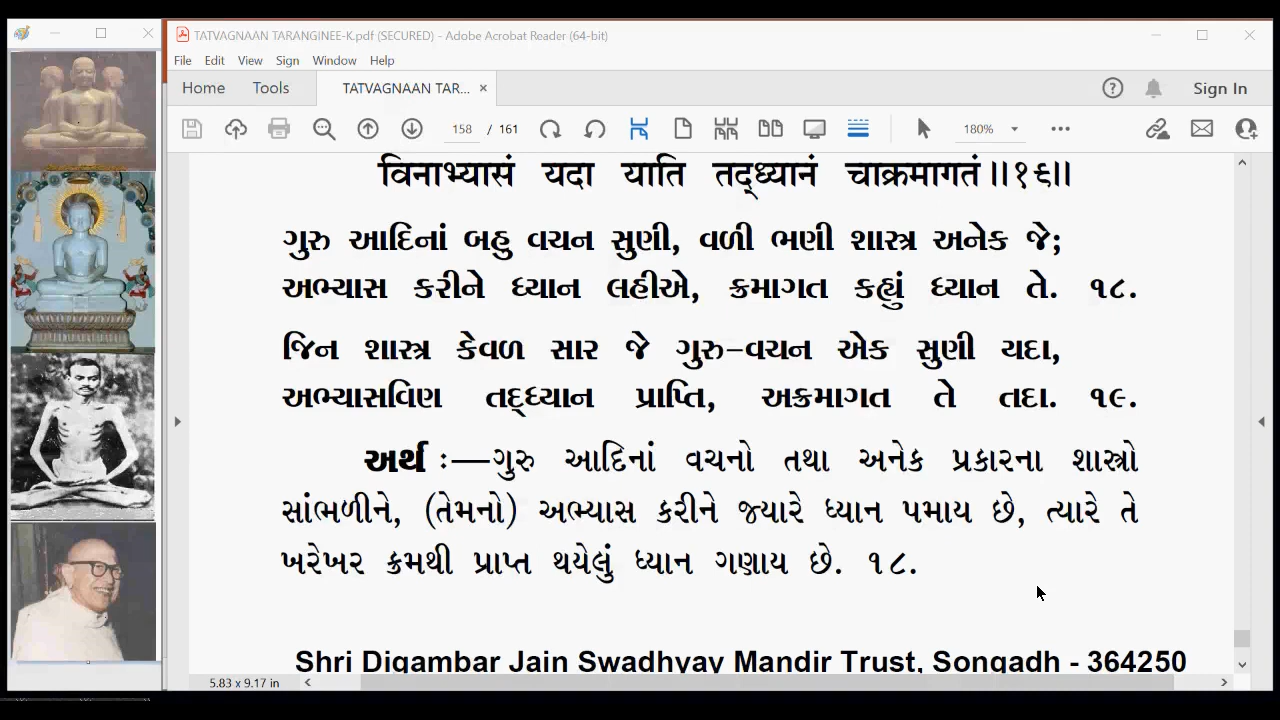 TATVAGNAAN TARANGINEE-K.pdf (SECURED) - Adobe Acrobat Reader (64-bit)
File Edit View Sign Window Help
Home Tools TATVAGNAAN TAR... × Sign In
158 / 161 180%
विनाभ्यासं यदा याति तद्ध्यानं चाक्रमागतं॥१९॥
ગુરુ આદિનાં બહુ વચન સુણી, વળી ભણી શાસ્ત્ર અનેક જે;
અભ્યાસ કરીને ધ્યાન લહીએ, ક્રમાગત કહ્યું ધ્યાન તે. ૧૮.
જિન શાસ્ત્ર કેવળ સાર જે ગુરુ-વચન એક સુણી યદા,
અભ્યાસવિણ તદ્ધ્યાન પ્રાપ્તિ, અક્રમાગત તે તદા. ૧૯.
અર્થ :—ગુરુ આદિનાં વચનો તથા અનેક પ્રકારના શાસ્ત્રો
સાંભળીને, (તેમનો) અભ્યાસ કરીને જ્યારે ધ્યાન પમાય છે, ત્યારે તે
ખરેખર ક્રમથી પ્રાપ્ત થયેલું ધ્યાન ગણાય છે. ૧૮.
Shri Digambar Jain Swadhyay Mandir Trust, Songadh - 364250
5.83 x 9.17 in